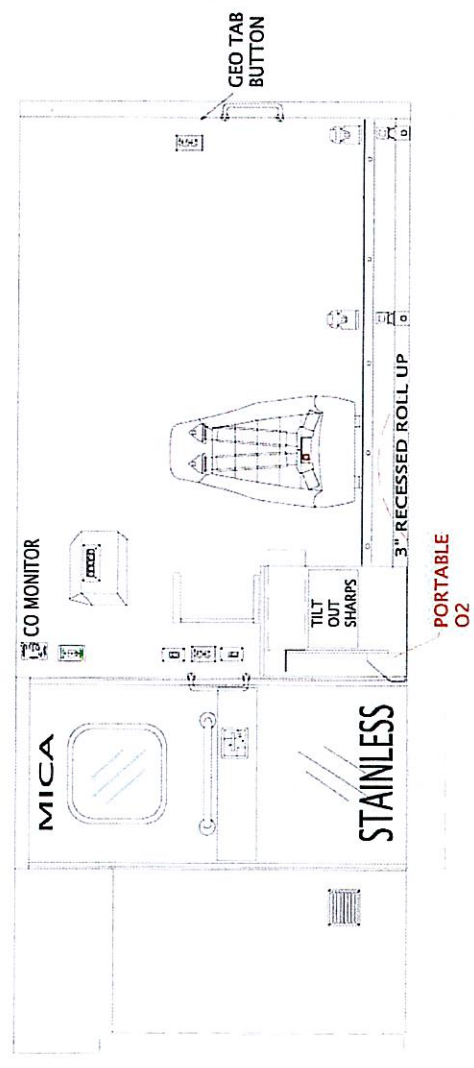 MICA
CO MONITOR
GEO TAB
BUTTON
STAINLESS
TILT
OUT
SHARPS
3" RECESSED ROLL UP
PORTABLE
O2